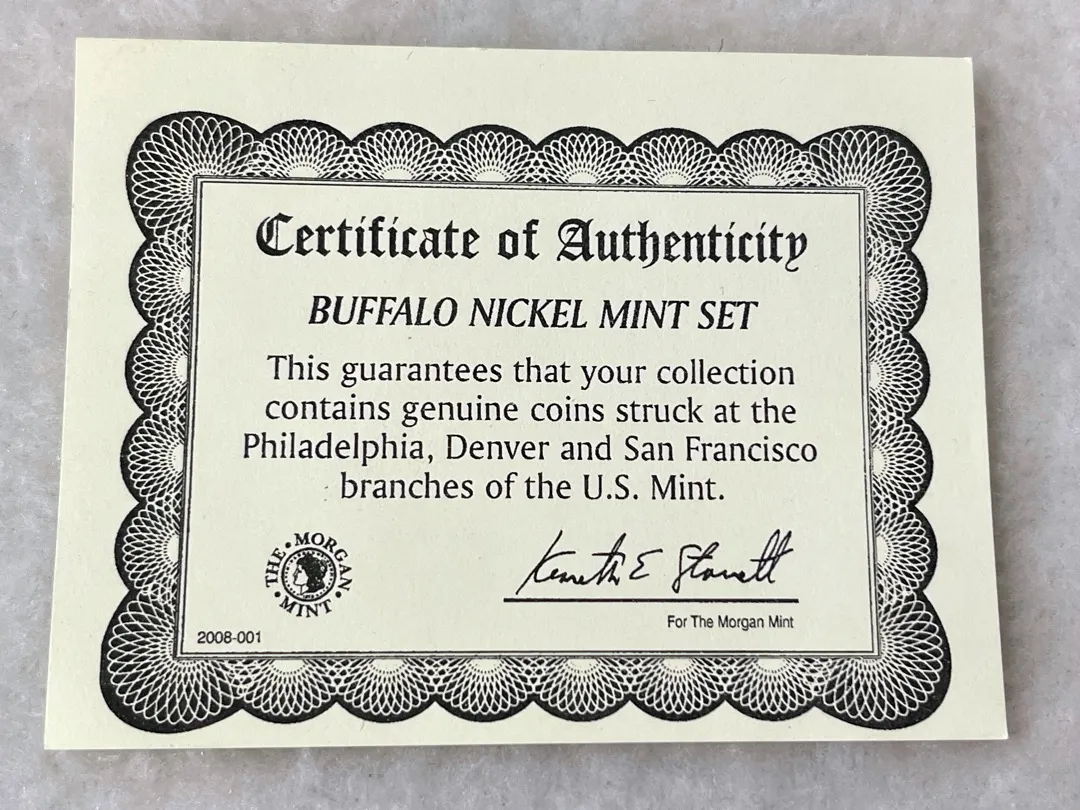 Certificate of Authenticity
BUFFALO NICKEL MINT SET
This guarantees that your collection
contains genuine coins struck at the
Philadelphia, Denver and San Francisco
branches of the U.S. Mint.
THE • MORGAN • MINT •
Kenneth E
For The Morgan Mint
2008-001